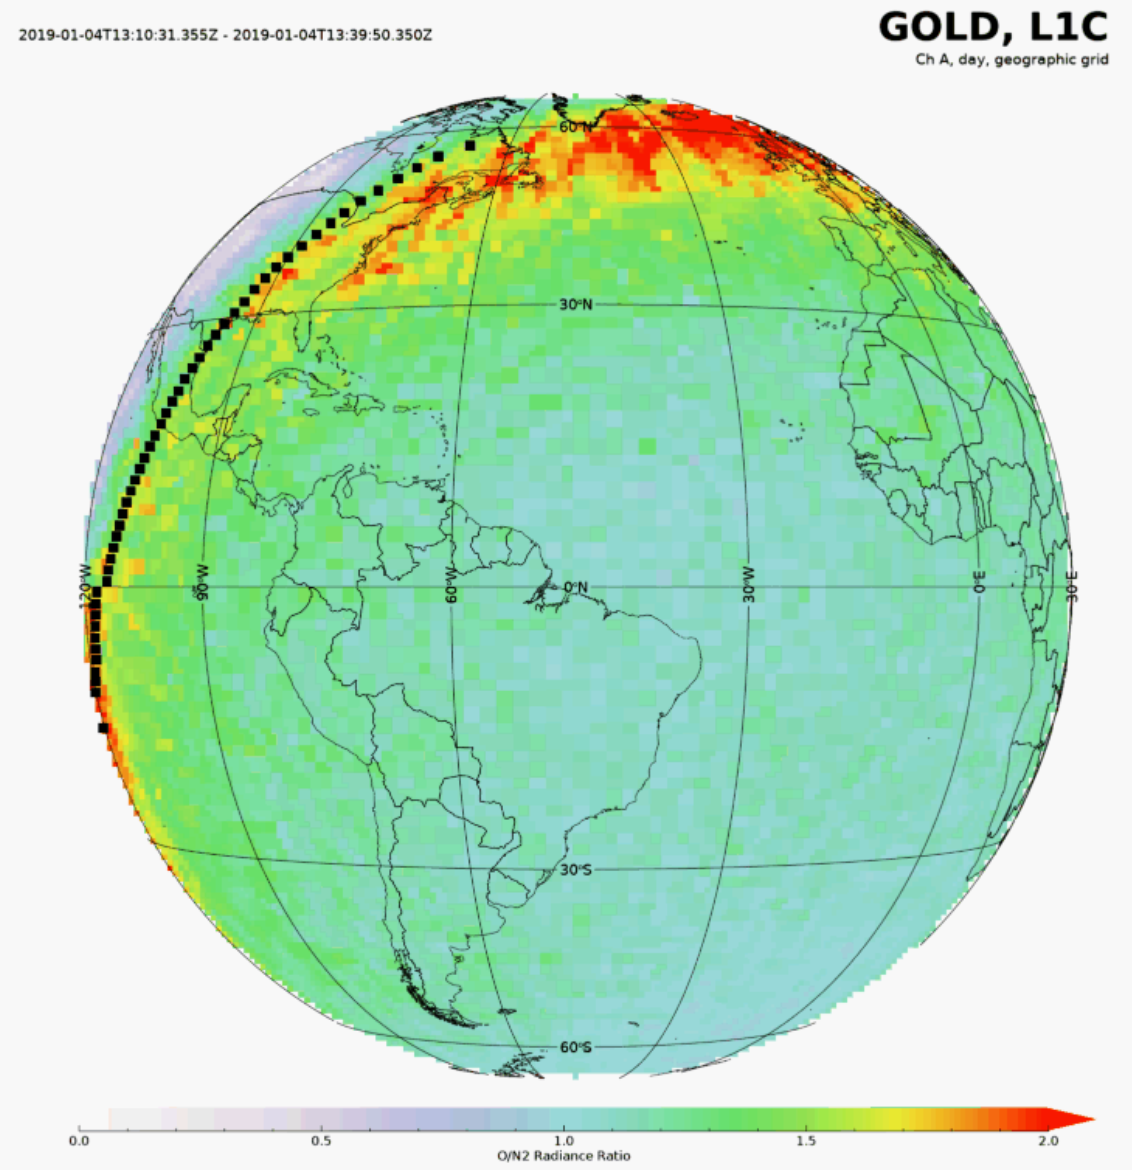 2019-01-04T13:10:31.355Z - 2019-01-04T13:39:50.350Z
GOLD, L1C
Ch A, day, geographic grid
60°N
30°N
120°W
90°W
60°W
0°N
30°W
0°E
30°E
30°S
60°S
0.0 0.5 1.0 1.5 2.0
O/N2 Radiance Ratio